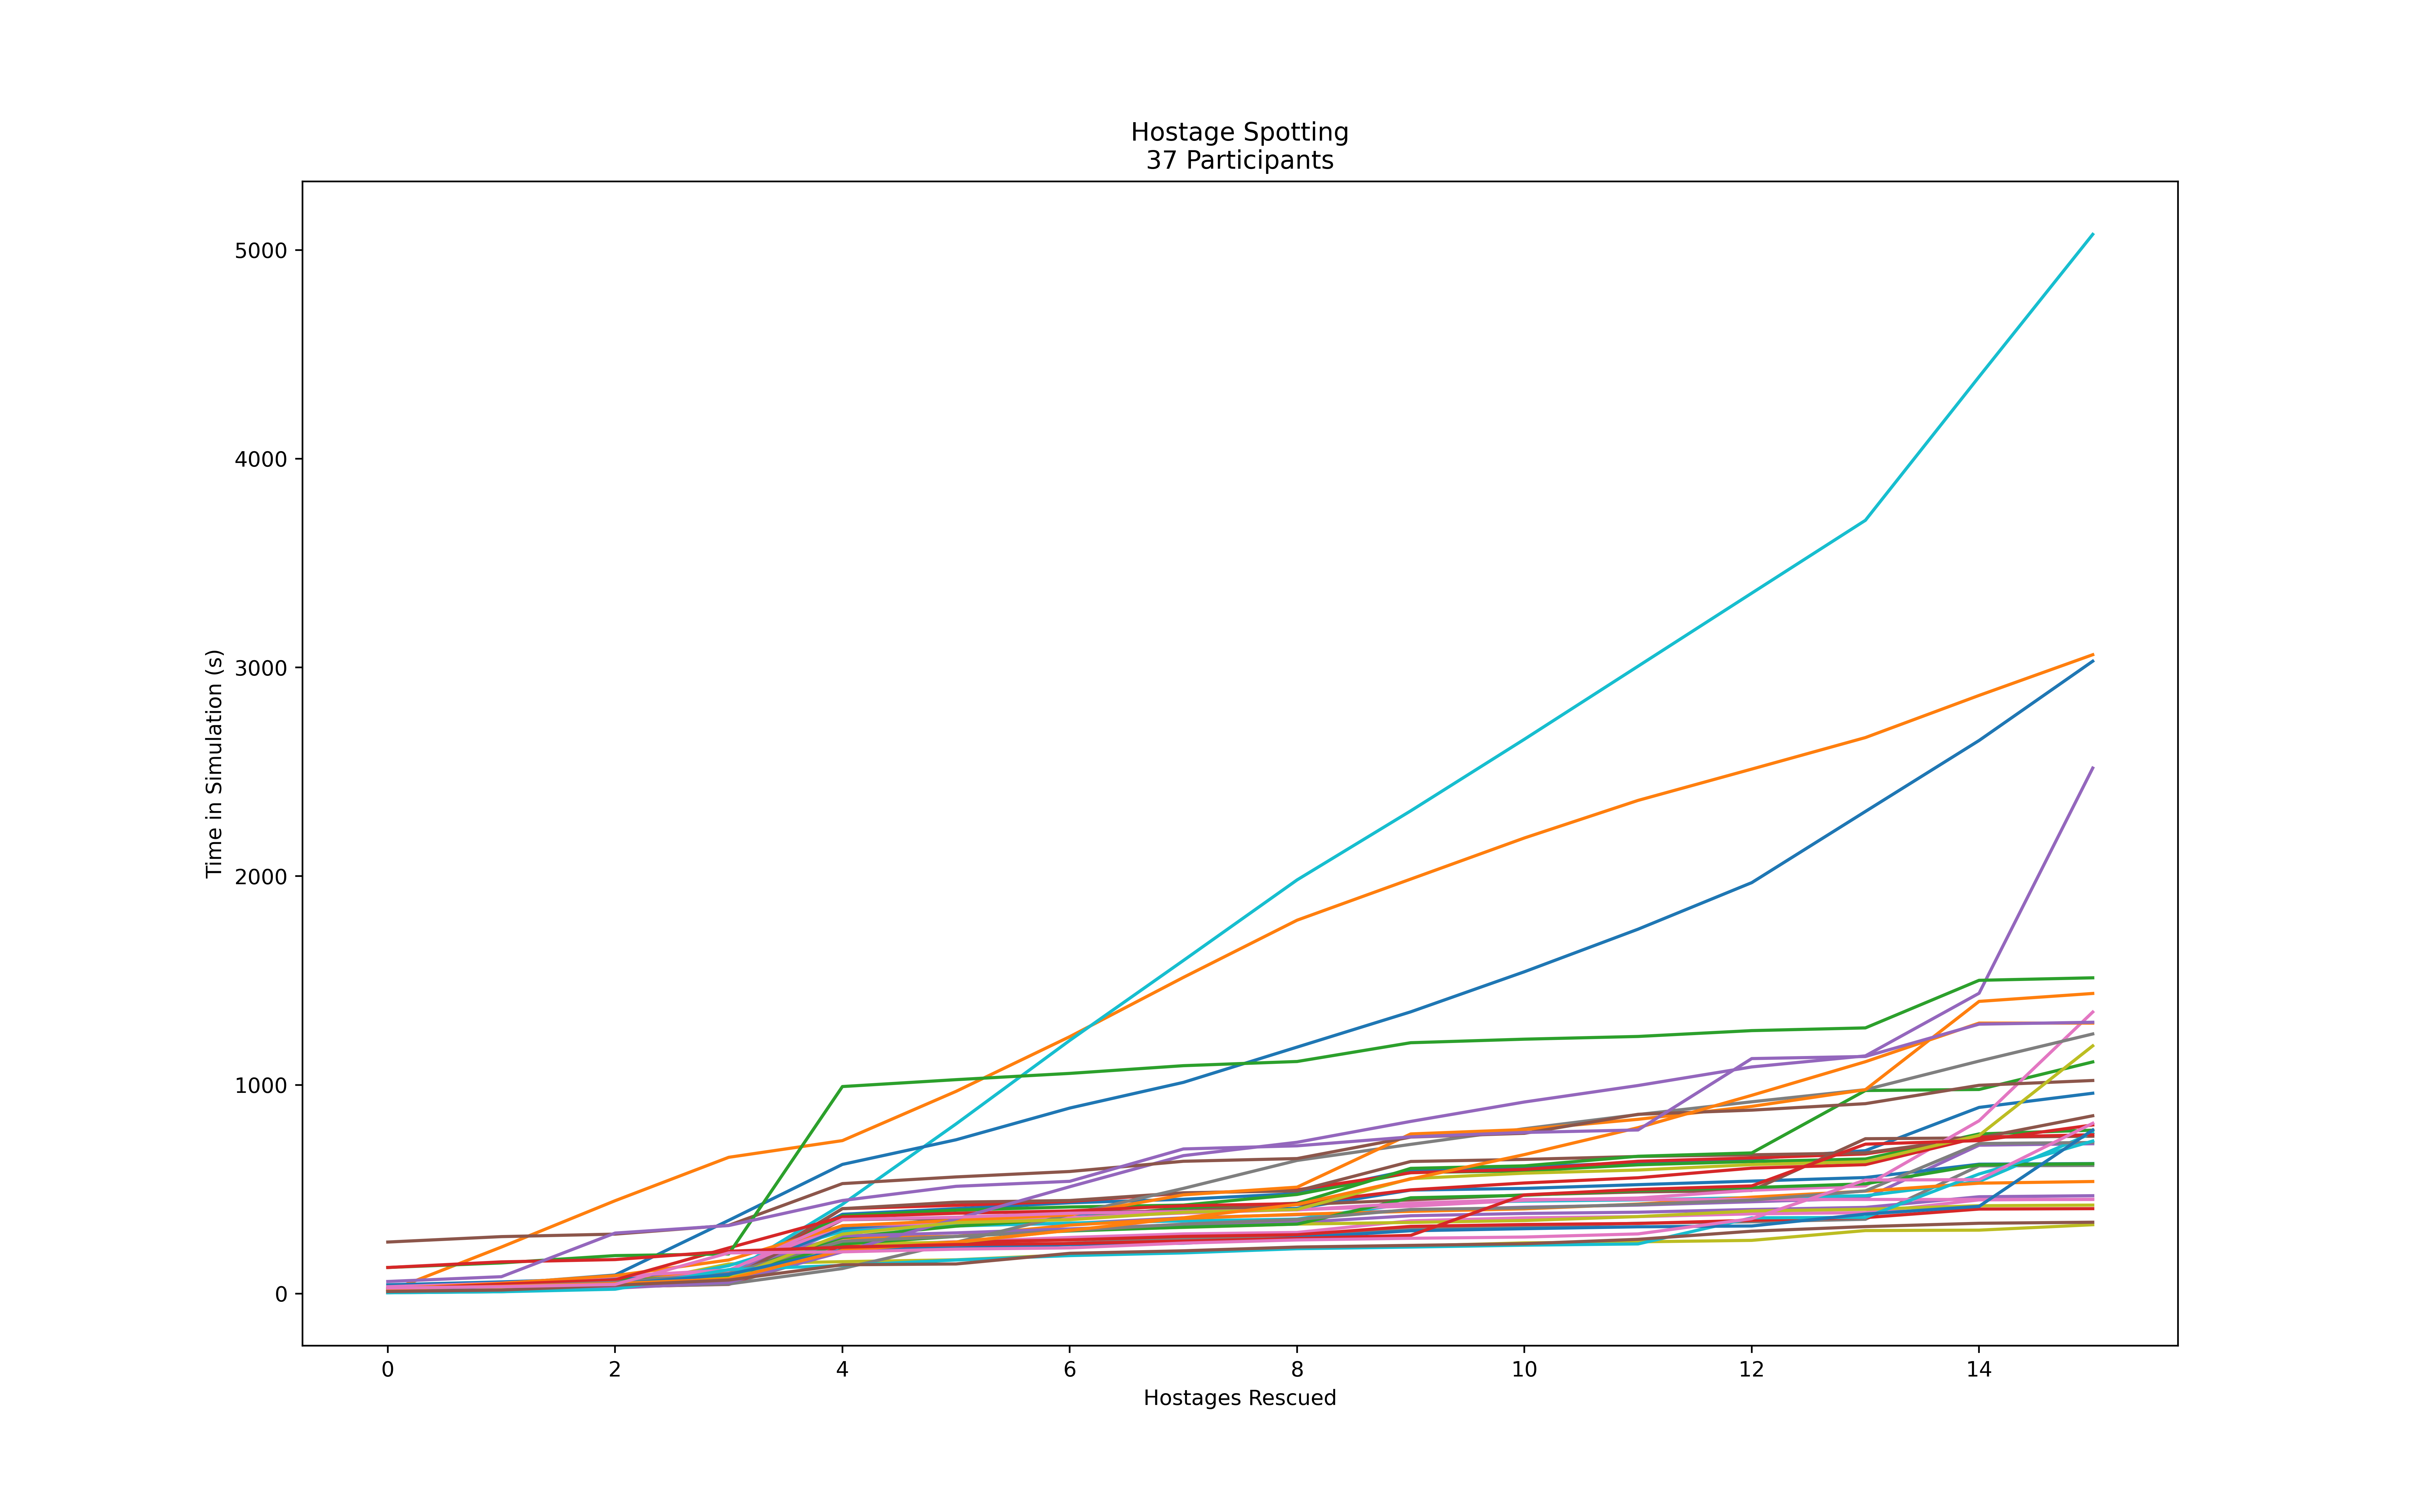 Hostage Spotting
37 Participants
5000
4000
3000
2000
1000
0
Time in Simulation (s)
0 2 4 6 8 10 12 14
Hostages Rescued